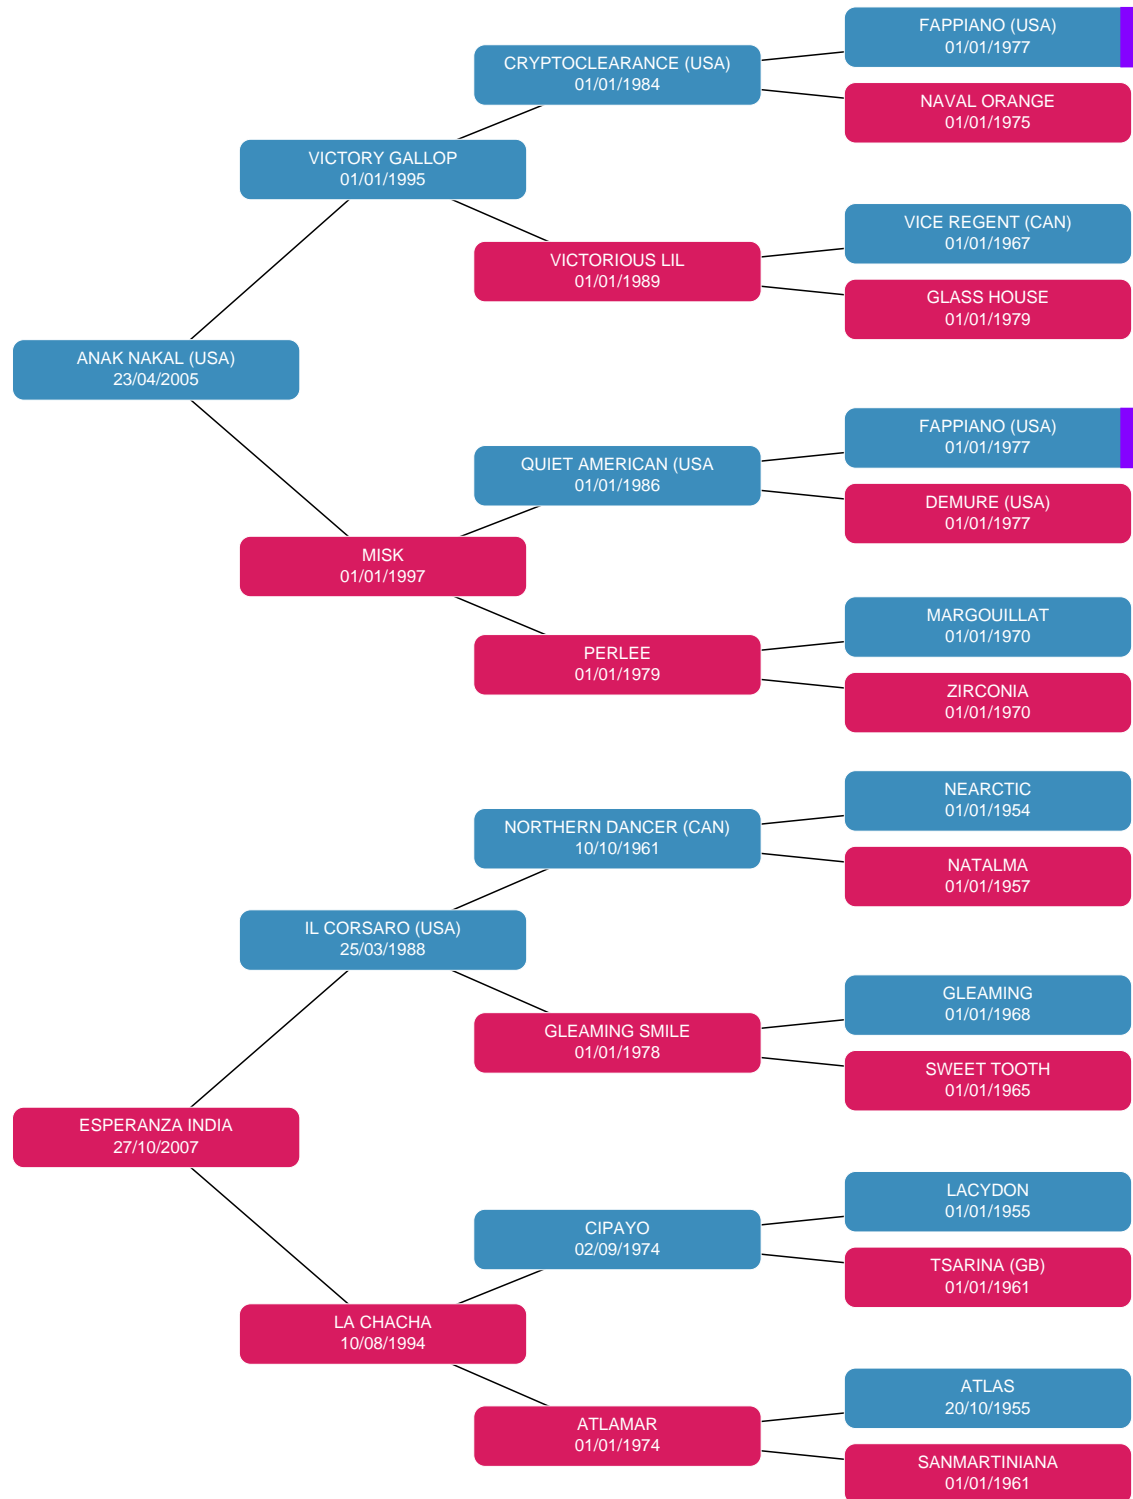 FAPPIANO (USA)
01/01/1977
CRYPTOCLEARANCE (USA)
01/01/1984
NAVAL ORANGE
01/01/1975
VICTORY GALLOP
01/01/1995
VICE REGENT (CAN)
01/01/1967
VICTORIOUS LIL
01/01/1989
GLASS HOUSE
01/01/1979
ANAK NAKAL (USA)
23/04/2005
FAPPIANO (USA)
01/01/1977
QUIET AMERICAN (USA
01/01/1986
DEMURE (USA)
01/01/1977
MISK
01/01/1997
MARGOUILLAT
01/01/1970
PERLEE
01/01/1979
ZIRCONIA
01/01/1970
NEARCTIC
01/01/1954
NORTHERN DANCER (CAN)
10/10/1961
NATALMA
01/01/1957
IL CORSARO (USA)
25/03/1988
GLEAMING
01/01/1968
GLEAMING SMILE
01/01/1978
SWEET TOOTH
01/01/1965
ESPERANZA INDIA
27/10/2007
LACYDON
01/01/1955
CIPAYO
02/09/1974
TSARINA (GB)
01/01/1961
LA CHACHA
10/08/1994
ATLAS
20/10/1955
ATLAMAR
01/01/1974
SANMARTINIANA
01/01/1961